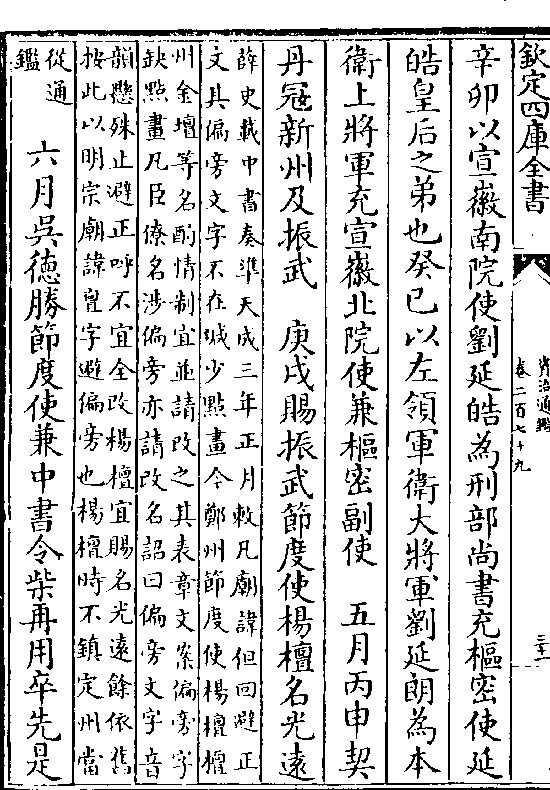 欽定四庫全書
資治通鑑
卷二百七十九
三十一
辛卯以宣徽南院使劉延皓為刑部尚書充樞密使延
皓皇后之弟也癸巳以左領軍衛大將軍劉延朗為本
衛上將軍充宣徽北院使兼樞密副使 五月丙申契
丹冦新州及振武 庚戌賜振武節度使楊檀名光遠
薛史載中書奏準天成三年正月敕凡廟諱但回避正
文其偏旁文字不在減少點畫今鄭州節度使楊檀檀
州金壇等名酌情制宜並請改之其表章文案偏旁字
缺點畫凡臣僚名涉偏旁亦請改名詔曰偏旁文字音
韻懸殊止避正呼不宜全改楊檀宜賜名光遠餘依舊
按此以明宗廟諱亶字避偏旁也楊檀時不鎮定州當
從通
鑑
六月吳德勝節度使兼中書令柴再用卒先是